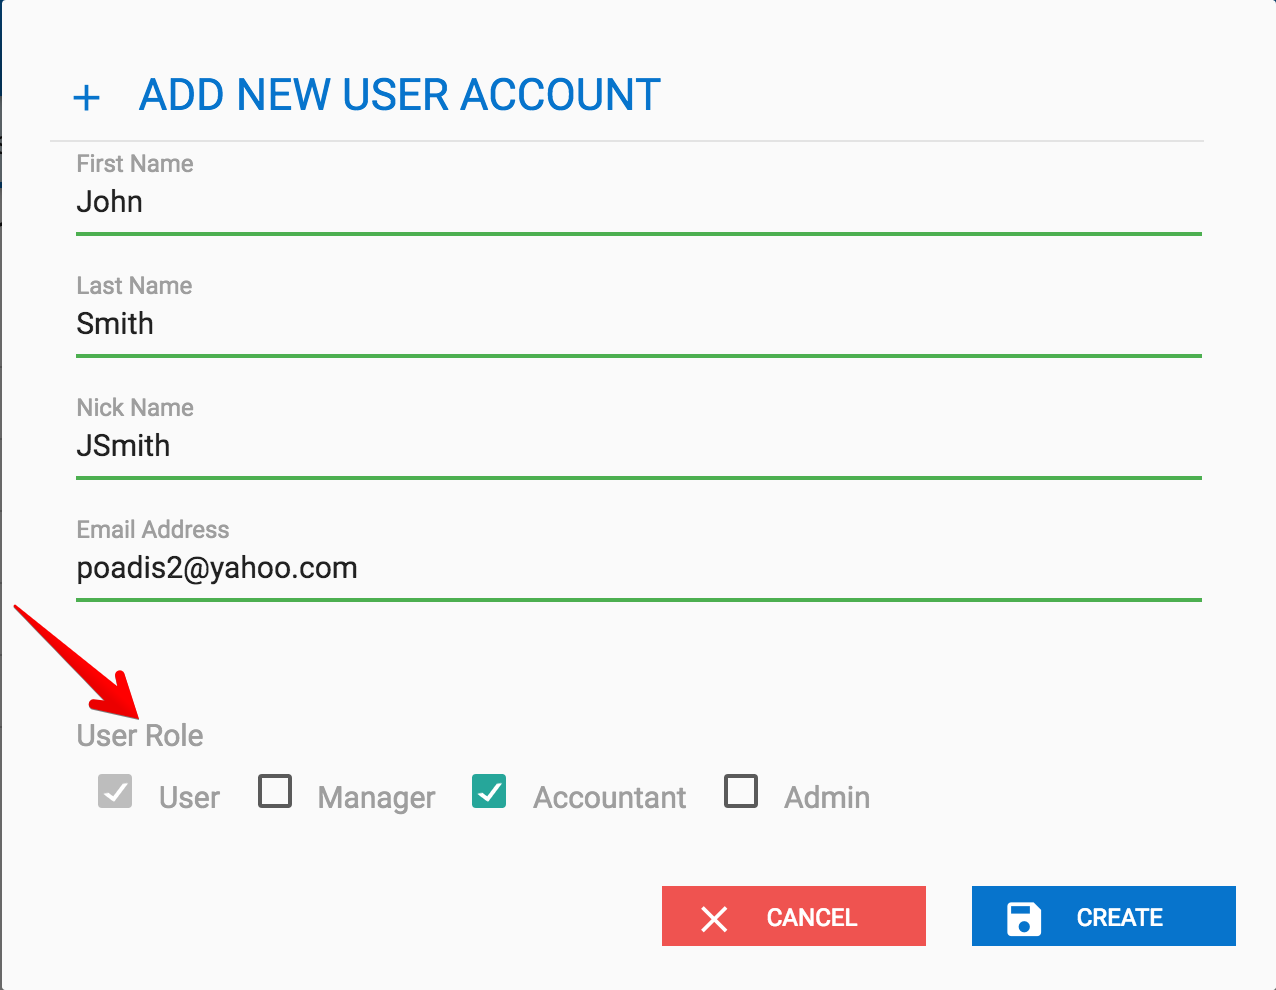 ADD NEW USER ACCOUNT
First Name
John
Last Name
Smith
Nick Name
JSmith
Email Address
poadis2@yahoo.com
User Role
User Manager Accountant Admin
CANCEL CREATE